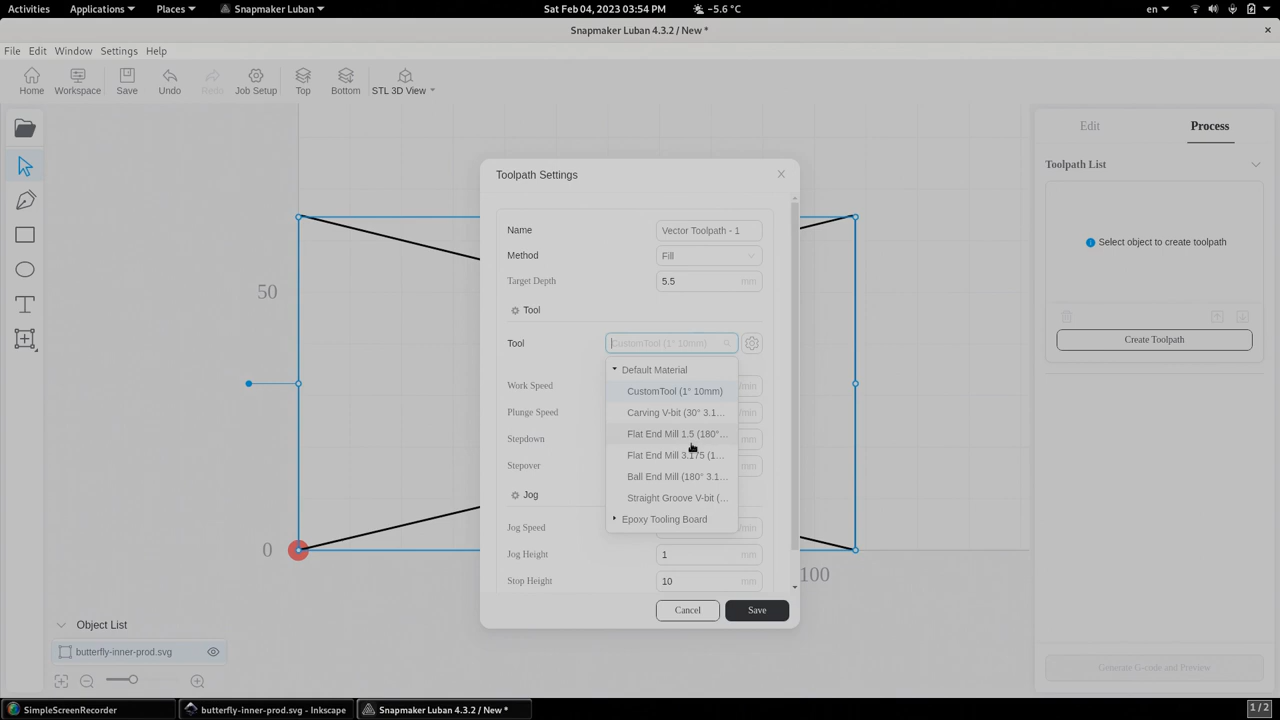 Activities Applications Places Snapmaker Luban Sat Feb 04, 2023 03:54 PM −5.6 °C en
Snapmaker Luban 4.3.2 / New *
File Edit Window Settings Help
Home Workspace Save Undo Redo Job Setup Top Bottom STL 3D View
Edit Process
Toolpath List
Select object to create toolpath
Create Toolpath
Generate G-code and Preview
50
0
100
Toolpath Settings
Name Vector Toolpath - 1
Method Fill
Target Depth 5.5 mm
Tool
Tool CustomTool (1° 10mm)
Default Material
CustomTool (1° 10mm)
Carving V-bit (30° 3.1...
Flat End Mill 1.5 (180°...
Flat End Mill 3.175 (1...
Ball End Mill (180° 3.1...
Straight Groove V-bit (...
Epoxy Tooling Board
Work Speed /min
Plunge Speed /min
Stepdown mm
Stepover mm
Jog
Jog Speed /min
Jog Height 1 mm
Stop Height 10 mm
Cancel Save
Object List
butterfly-inner-prod.svg
SimpleScreenRecorder butterfly-inner-prod.svg - Inkscape Snapmaker Luban 4.3.2 / New * 1 / 2